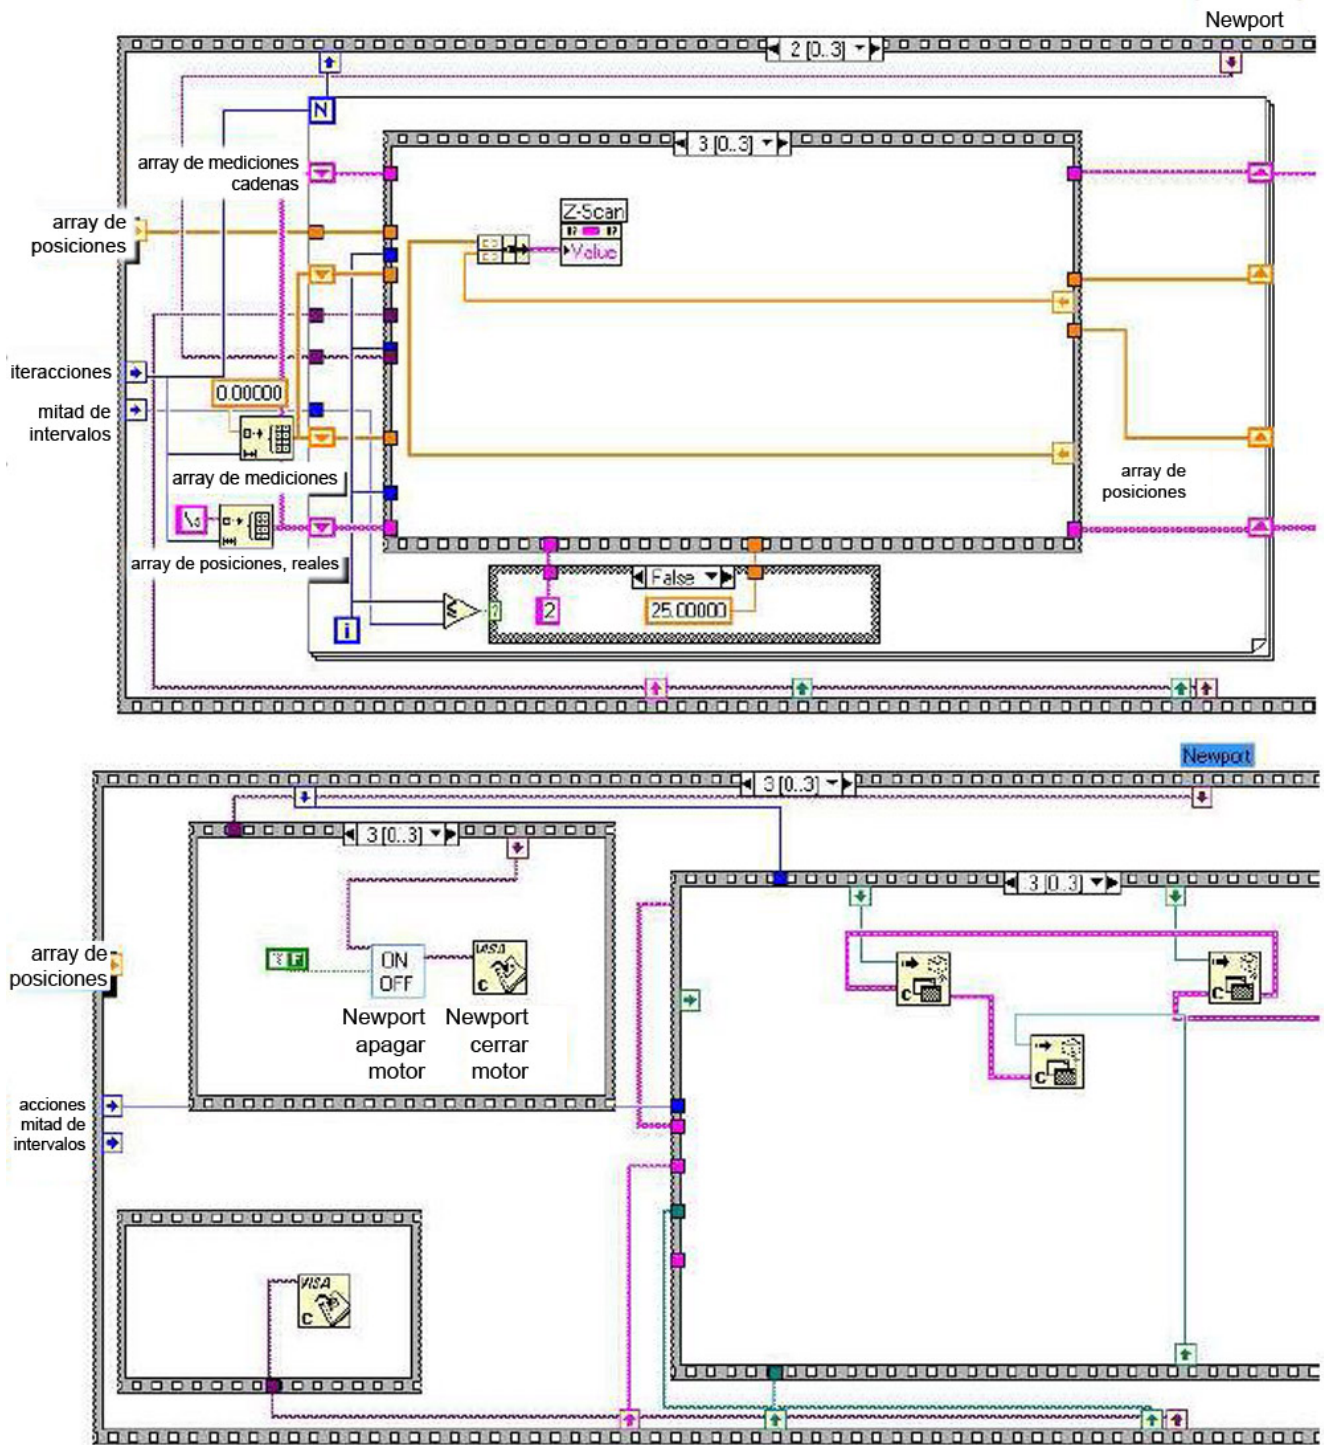 Newport
2 [0..3]
N
3 [0..3]
array de mediciones
cadenas
Z-Scan
Value
array de
posiciones
iteracciones
0.00000
mitad de
intervalos
array de mediciones
array de
posiciones
array de posiciones, reales
False
2
25.00000
i
Newport
3 [0..3]
3 [0..3]
3 [0..3]
array de
posiciones
VISA
C
ON
OFF
Newport
apagar
motor
Newport
cerrar
motor
C
C
C
acciones
mitad de
intervalos
VISA
C